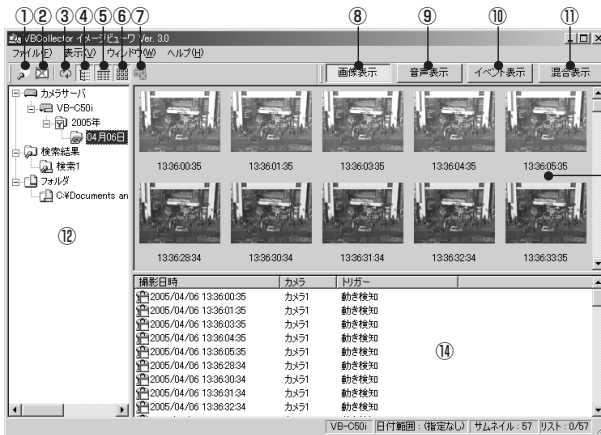 ① ② ③ ④ ⑤ ⑥ ⑦ ⑧ ⑨ ⑩ ⑪
VBCollector イメージビューワ Ver. 3.0
ファイル(F) 表示(V) ウィンドウ(W) ヘルプ(H)
画像表示 音声表示 イベント表示 混合表示
カメラサーバ
VB-C50i
2005年
04月06日
検索結果
検索1
フォルダ
C:¥Documents an
⑫
13:36:00:35 13:36:01:35 13:36:03:35 13:36:04:35 13:36:05:35
13:36:28:34 13:36:30:34 13:36:31:34 13:36:32:34 13:36:33:35
撮影日時 カメラ トリガー
2005/04/06 13:36:00:35 カメラ1 動き検知
2005/04/06 13:36:01:35 カメラ1 動き検知
2005/04/06 13:36:03:35 カメラ1 動き検知
2005/04/06 13:36:04:35 カメラ1 動き検知
2005/04/06 13:36:05:35 カメラ1 動き検知
2005/04/06 13:36:28:34 カメラ1 動き検知
2005/04/06 13:36:30:34 カメラ1 動き検知
2005/04/06 13:36:31:34 カメラ1 動き検知
2005/04/06 13:36:32:34 カメラ1 動き検知
⑭
VB-C50i 日付範囲:(指定なし) サムネイル:57 リスト:0/57